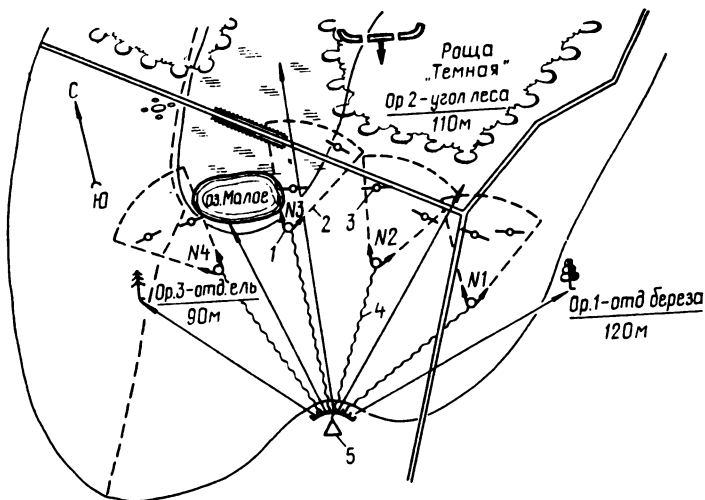 Роща
„Темная"
Ор 2-угол леса
110м
С
Ю
оз.Малое
N3
2
3
1
N4
N2
N1
Ор.3-отд.ель
90м
4
Ор.1-отд береза
120м
5